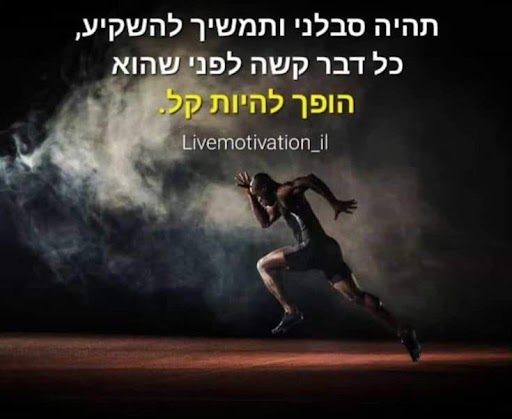 תהיה סבלני ותמשיך להשקיע,
כל דבר קשה לפני שהוא
הופך להיות קל.
Livemotivation_il